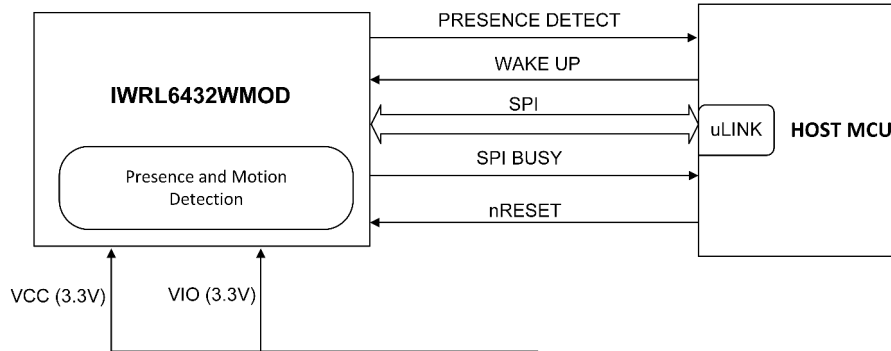 PRESENCE DETECT
WAKE UP
IWRL6432WMOD
SPI
uLINK
HOST MCU
SPI BUSY
Presence and Motion
Detection
nRESET
VCC (3.3V)
VIO (3.3V)